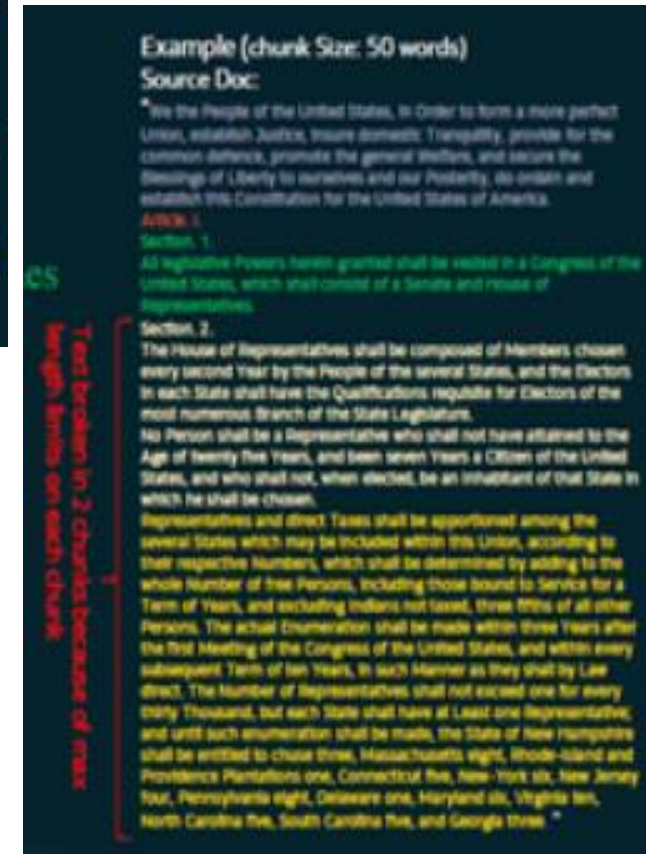 Example (chunk Size: 50 words)
Source Doc:
"We the People of the United States, in Order to form a more perfect
Union, establish Justice, insure domestic Tranquility, provide for the
common defence, promote the general Welfare, and secure the
Blessings of Liberty to ourselves and our Posterity, do ordain and
establish this Constitution for the United States of America.
Article. I.
Section. 1.
All legislative Powers herein granted shall be vested in a Congress of the
United States, which shall consist of a Senate and House of
Representatives.
es
Section. 2.
The House of Representatives shall be composed of Members chosen
every second Year by the People of the several States, and the Electors
in each State shall have the Qualifications requisite for Electors of the
most numerous Branch of the State Legislature.
No Person shall be a Representative who shall not have attained to the
Age of twenty five Years, and been seven Years a Citizen of the United
States, and who shall not, when elected, be an Inhabitant of that State in
which he shall be chosen.
Representatives and direct Taxes shall be apportioned among the
several States which may be included within this Union, according to
their respective Numbers, which shall be determined by adding to the
whole Number of free Persons, including those bound to Service for a
Term of Years, and excluding Indians not taxed, three fifths of all other
Persons. The actual Enumeration shall be made within three Years after
the first Meeting of the Congress of the United States, and within every
subsequent Term of ten Years, in such Manner as they shall by Law
direct. The Number of Representatives shall not exceed one for every
thirty Thousand, but each State shall have at Least one Representative;
and until such enumeration shall be made, the State of New Hampshire
shall be entitled to chuse three, Massachusetts eight, Rhode-Island and
Providence Plantations one, Connecticut five, New-York six, New Jersey
four, Pennsylvania eight, Delaware one, Maryland six, Virginia ten,
North Carolina five, South Carolina five, and Georgia three. "
Text broken in 2 chunks because of max
length limits on each chunk